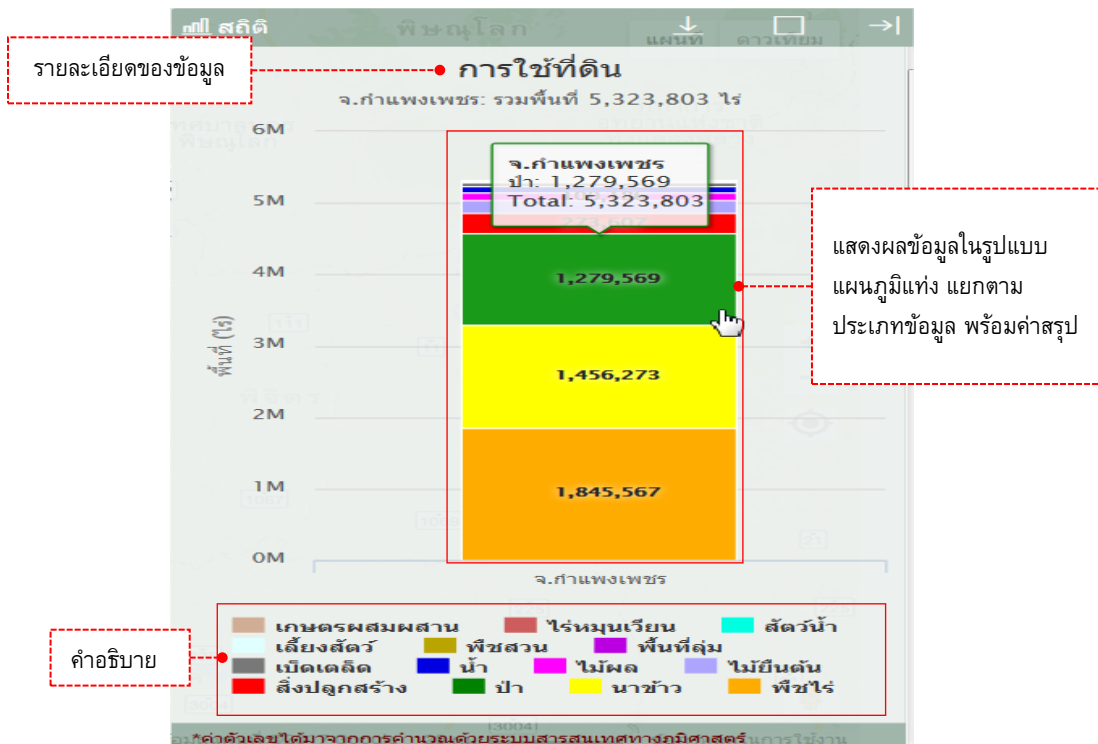 สถิติ
พิษณุโลก
แผนที่
ดาวเทียม
รายละเอียดของข้อมูล
การใช้ที่ดิน
จ.กำแพงเพชร: รวมพื้นที่ 5,323,803 ไร่
พิษณุโลก
6M
5M
4M
3M
2M
1M
0M
พื้นที่ (ไร่)
จ.กำแพงเพชร
ป่า: 1,279,569
Total: 5,323,803
273,607
1,279,569
1,456,273
1,845,567
จ.กำแพงเพชร
แสดงผลข้อมูลในรูปแบบ
แผนภูมิแท่ง แยกตาม
ประเภทข้อมูล พร้อมค่าสรุป
พิจิตร
คำอธิบาย
เกษตรผสมผสาน ไร่หมุนเวียน สัตว์น้ำ
เลี้ยงสัตว์ พืชสวน พื้นที่ลุ่ม
เบ็ดเตล็ด น้ำ ไม้ผล ไม้ยืนต้น
สิ่งปลูกสร้าง ป่า นาข้าว พืชไร่
*ค่าตัวเลขได้มาจากการคำนวณด้วยระบบสารสนเทศทางภูมิศาสตร์